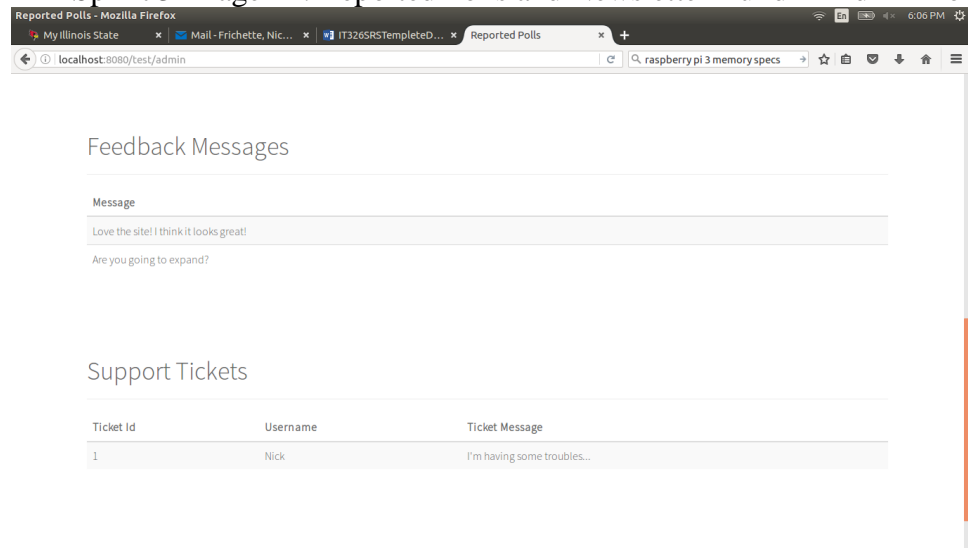 Reported Polls - Mozilla Firefox
En
6:06 PM
My Illinois State
Mail - Frichette, Nic...
IT326SRSTempleteD...
Reported Polls
localhost:8080/test/admin
raspberry pi 3 memory specs
Feedback Messages
Message
Love the site! I think it looks great!
Are you going to expand?
Support Tickets
Ticket Id Username Ticket Message
1 Nick I'm having some troubles...